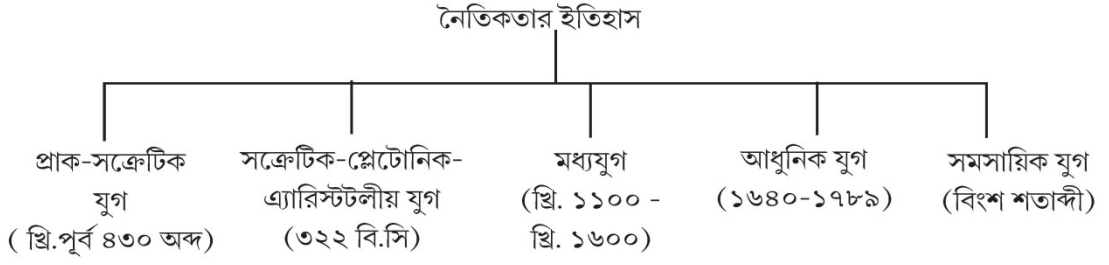 নৈতিকতার ইতিহাস
প্রাক-সক্রেটিক
যুগ
( খ্রি.পূর্ব ৪৩০ অব্দ)
সক্রেটিক-প্লেটোনিক-
এ্যারিস্টটলীয় যুগ
(৩২২ বি.সি)
মধ্যযুগ
(খ্রি. ১১০০ -
খ্রি. ১৬০০)
আধুনিক যুগ
(১৬৪০-১৭৮৯)
সমসায়িক যুগ
(বিংশ শতাব্দী)